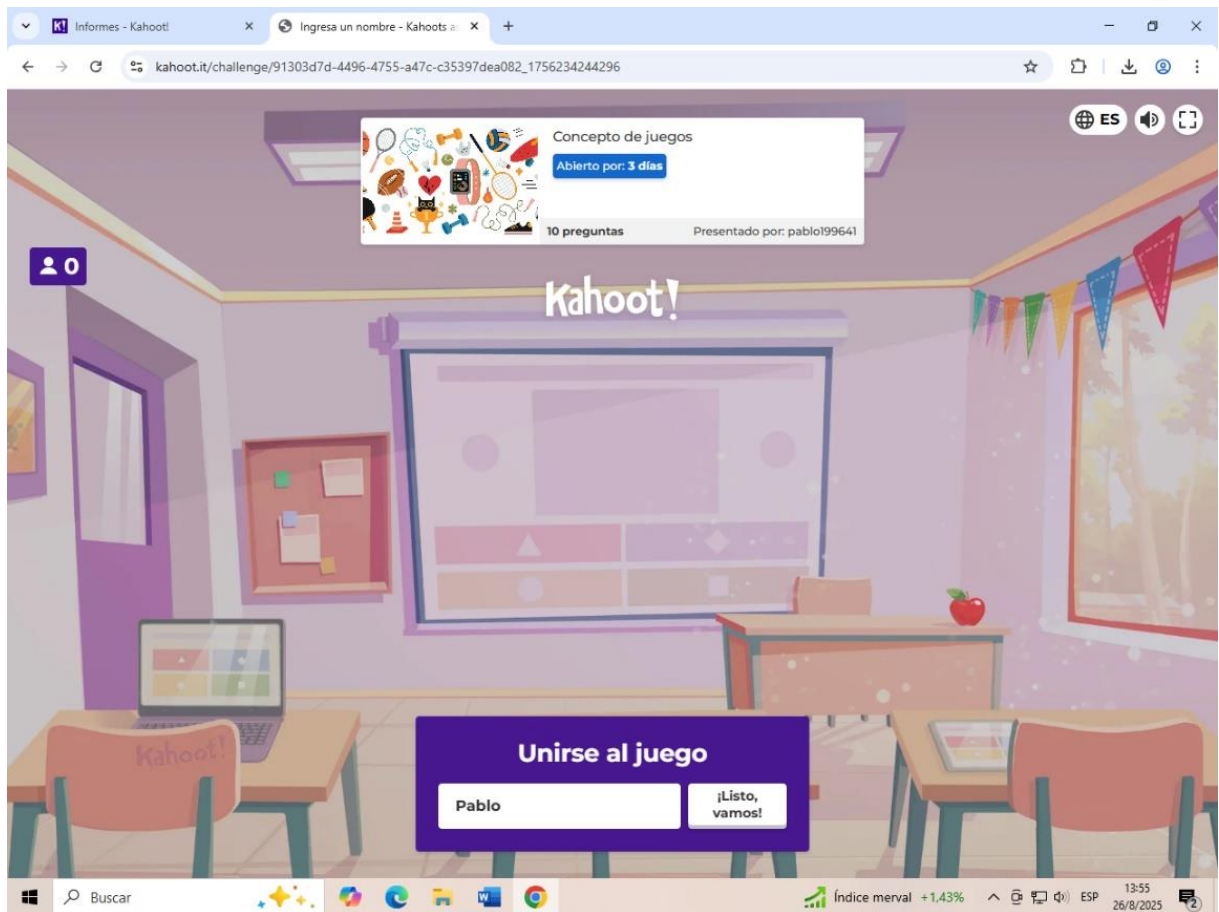 Informes - Kahoot!
Ingresa un nombre - Kahoots a
kahoot.it/challenge/91303d7d-4496-4755-a47c-c35397dea082_1756234244296
ES
Concepto de juegos
Abierto por: 3 días
10 preguntas
Presentado por: pablo199641
0
Kahoot!
Kahoot!
Unirse al juego
Pablo
¡Listo,
vamos!
Buscar
Índice merval +1,43%
ESP
13:55
26/8/2025
2